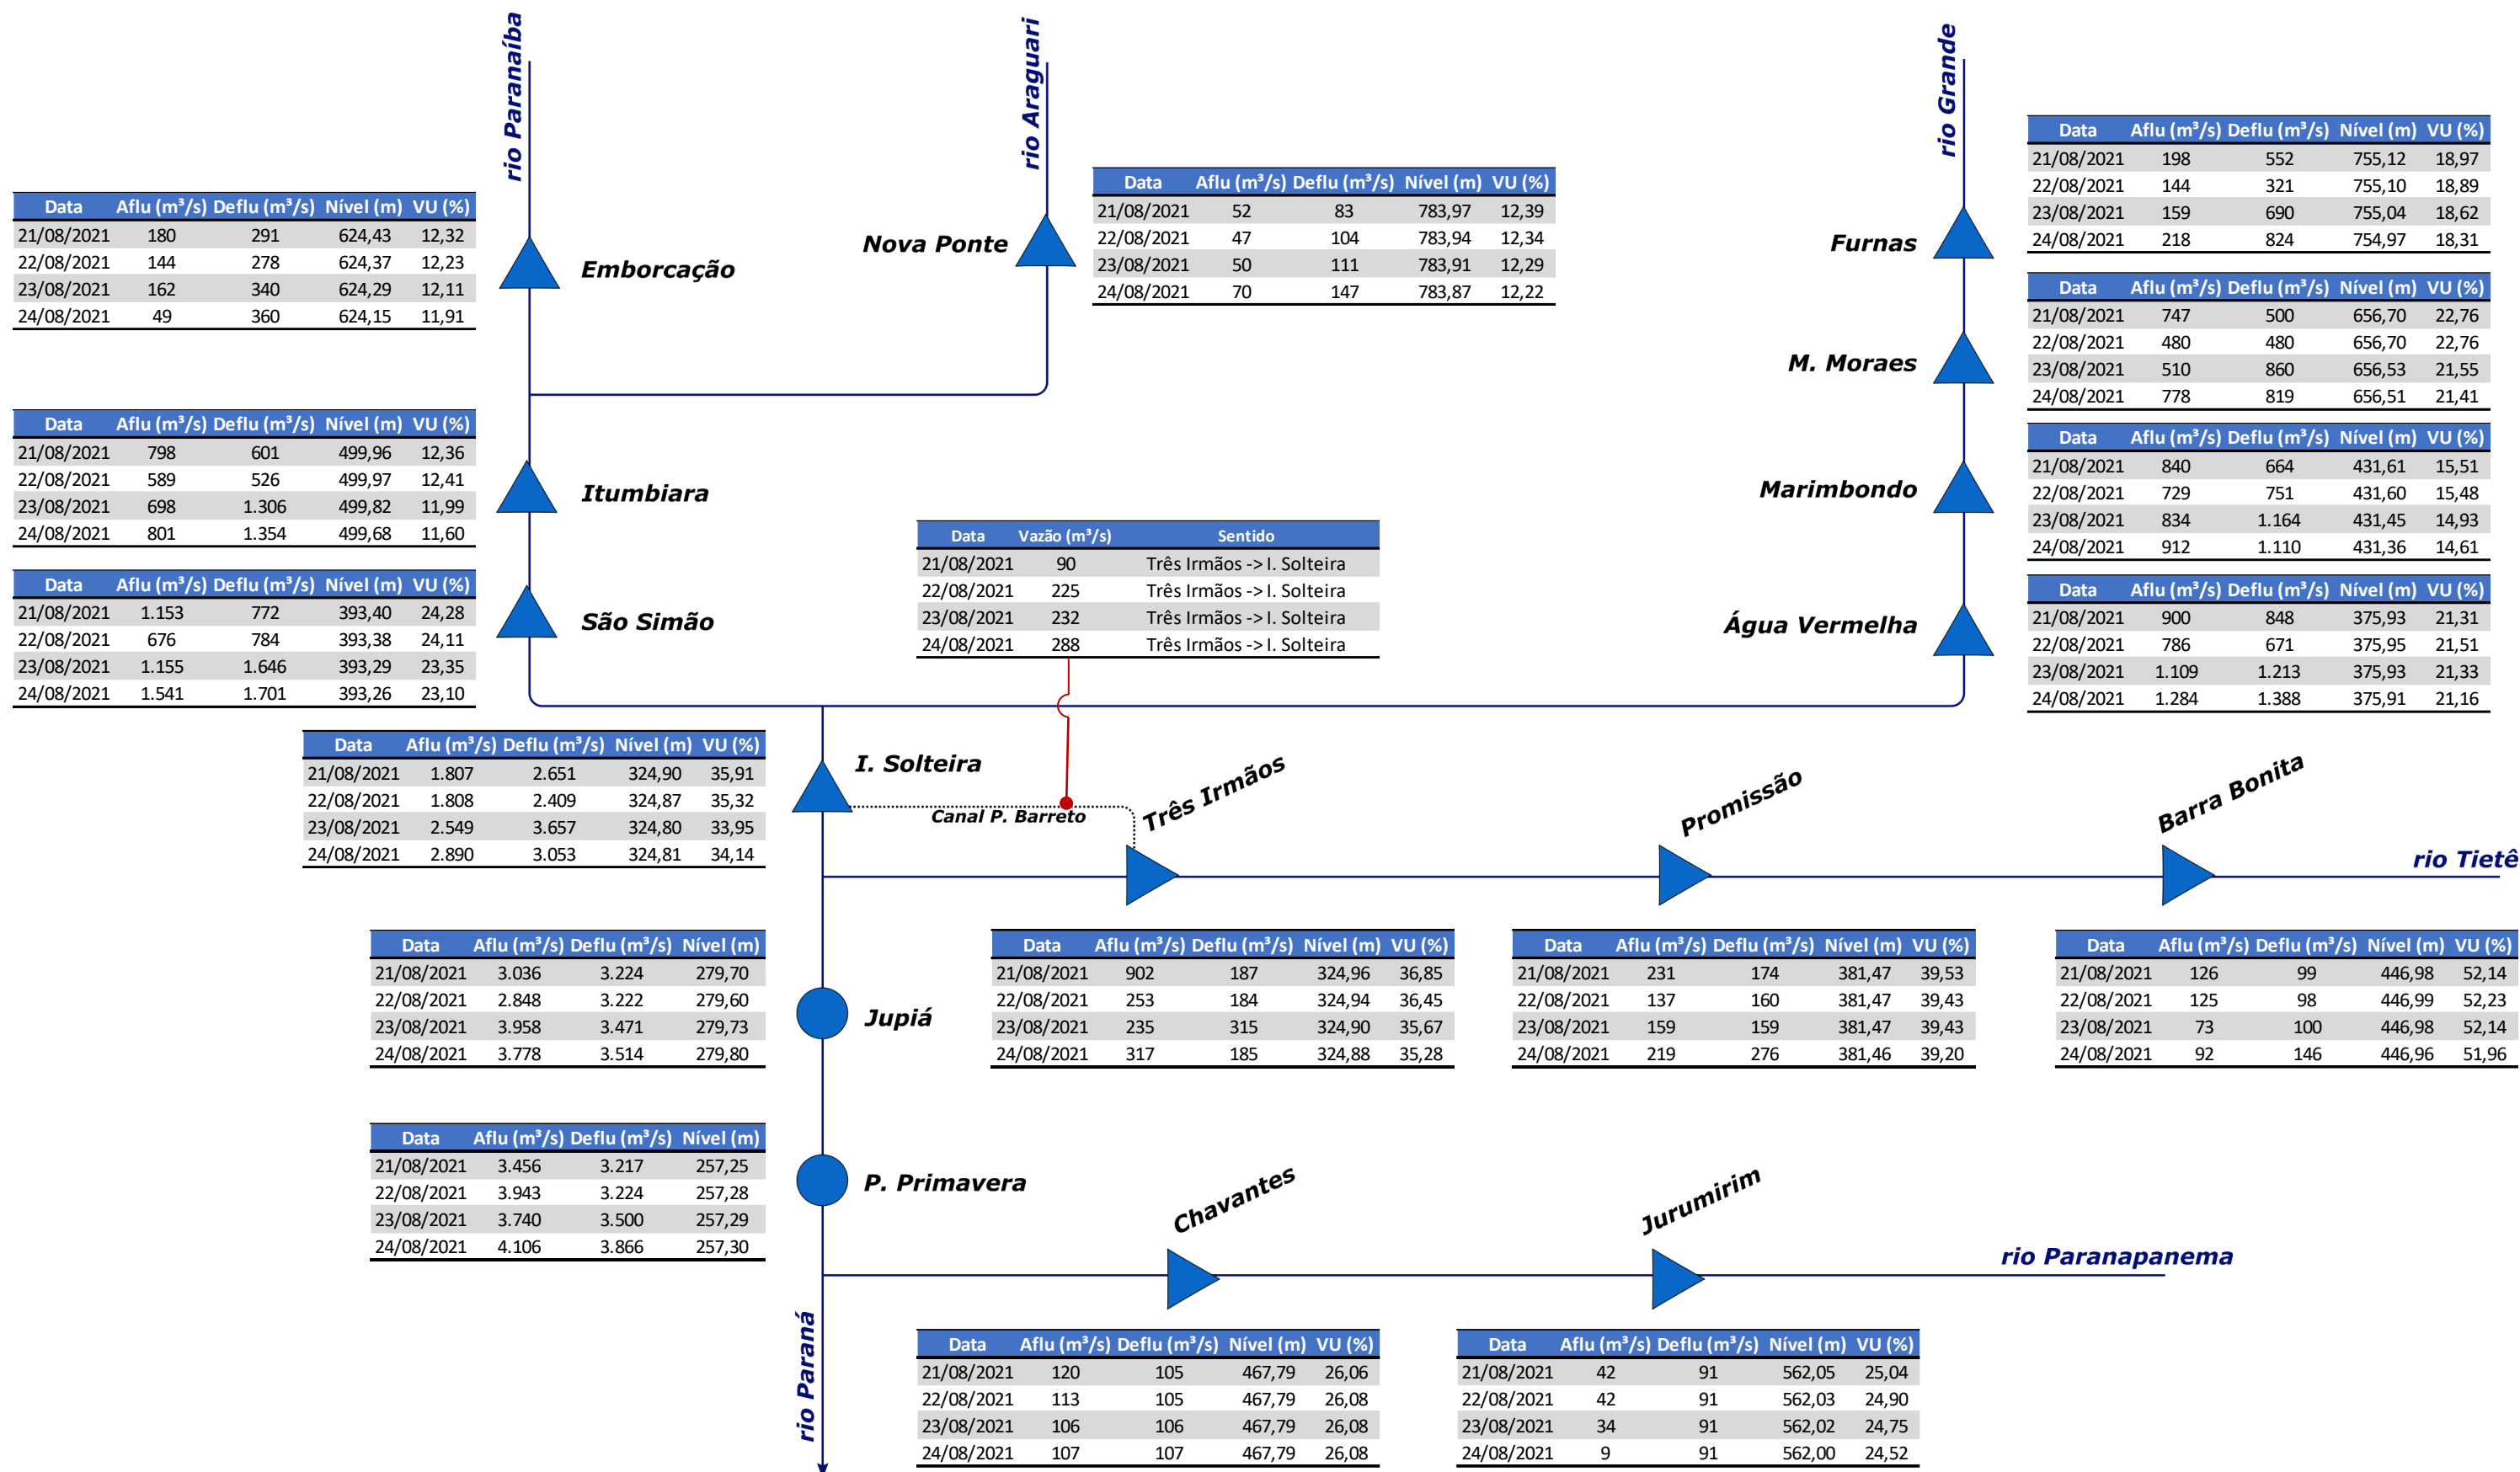 rio Paranaíba
rio Araguari
rio Grande
Data Aflu (m³/s) Deflu (m³/s) Nível (m) VU (%)
21/08/2021 180 291 624,43 12,32
22/08/2021 144 278 624,37 12,23
23/08/2021 162 340 624,29 12,11
24/08/2021 49 360 624,15 11,91
Emborcação
Nova Ponte
Data Aflu (m³/s) Deflu (m³/s) Nível (m) VU (%)
21/08/2021 52 83 783,97 12,39
22/08/2021 47 104 783,94 12,34
23/08/2021 50 111 783,91 12,29
24/08/2021 70 147 783,87 12,22
Furnas
Data Aflu (m³/s) Deflu (m³/s) Nível (m) VU (%)
21/08/2021 198 552 755,12 18,97
22/08/2021 144 321 755,10 18,89
23/08/2021 159 690 755,04 18,62
24/08/2021 218 824 754,97 18,31
M. Moraes
Data Aflu (m³/s) Deflu (m³/s) Nível (m) VU (%)
21/08/2021 747 500 656,70 22,76
22/08/2021 480 480 656,70 22,76
23/08/2021 510 860 656,53 21,55
24/08/2021 778 819 656,51 21,41
Data Aflu (m³/s) Deflu (m³/s) Nível (m) VU (%)
21/08/2021 798 601 499,96 12,36
22/08/2021 589 526 499,97 12,41
23/08/2021 698 1.306 499,82 11,99
24/08/2021 801 1.354 499,68 11,60
Itumbiara
Marimbondo
Data Aflu (m³/s) Deflu (m³/s) Nível (m) VU (%)
21/08/2021 840 664 431,61 15,51
22/08/2021 729 751 431,60 15,48
23/08/2021 834 1.164 431,45 14,93
24/08/2021 912 1.110 431,36 14,61
Data Vazão (m³/s) Sentido
21/08/2021 90 Três Irmãos -> I. Solteira
22/08/2021 225 Três Irmãos -> I. Solteira
23/08/2021 232 Três Irmãos -> I. Solteira
24/08/2021 288 Três Irmãos -> I. Solteira
Data Aflu (m³/s) Deflu (m³/s) Nível (m) VU (%)
21/08/2021 1.153 772 393,40 24,28
22/08/2021 676 784 393,38 24,11
23/08/2021 1.155 1.646 393,29 23,35
24/08/2021 1.541 1.701 393,26 23,10
São Simão
Água Vermelha
Data Aflu (m³/s) Deflu (m³/s) Nível (m) VU (%)
21/08/2021 900 848 375,93 21,31
22/08/2021 786 671 375,95 21,51
23/08/2021 1.109 1.213 375,93 21,33
24/08/2021 1.284 1.388 375,91 21,16
Data Aflu (m³/s) Deflu (m³/s) Nível (m) VU (%)
21/08/2021 1.807 2.651 324,90 35,91
22/08/2021 1.808 2.409 324,87 35,32
23/08/2021 2.549 3.657 324,80 33,95
24/08/2021 2.890 3.053 324,81 34,14
I. Solteira
Canal P. Barreto
Três Irmãos
Promissão
Barra Bonita
rio Tietê
Data Aflu (m³/s) Deflu (m³/s) Nível (m)
21/08/2021 3.036 3.224 279,70
22/08/2021 2.848 3.222 279,60
23/08/2021 3.958 3.471 279,73
24/08/2021 3.778 3.514 279,80
Jupiá
Data Aflu (m³/s) Deflu (m³/s) Nível (m) VU (%)
21/08/2021 902 187 324,96 36,85
22/08/2021 253 184 324,94 36,45
23/08/2021 235 315 324,90 35,67
24/08/2021 317 185 324,88 35,28
Data Aflu (m³/s) Deflu (m³/s) Nível (m) VU (%)
21/08/2021 231 174 381,47 39,53
22/08/2021 137 160 381,47 39,43
23/08/2021 159 159 381,47 39,43
24/08/2021 219 276 381,46 39,20
Data Aflu (m³/s) Deflu (m³/s) Nível (m) VU (%)
21/08/2021 126 99 446,98 52,14
22/08/2021 125 98 446,99 52,23
23/08/2021 73 100 446,98 52,14
24/08/2021 92 146 446,96 51,96
Data Aflu (m³/s) Deflu (m³/s) Nível (m)
21/08/2021 3.456 3.217 257,25
22/08/2021 3.943 3.224 257,28
23/08/2021 3.740 3.500 257,29
24/08/2021 4.106 3.866 257,30
P. Primavera
Chavantes
Jurumirim
rio Paranapanema
rio Paraná
Data Aflu (m³/s) Deflu (m³/s) Nível (m) VU (%)
21/08/2021 120 105 467,79 26,06
22/08/2021 113 105 467,79 26,08
23/08/2021 106 106 467,79 26,08
24/08/2021 107 107 467,79 26,08
Data Aflu (m³/s) Deflu (m³/s) Nível (m) VU (%)
21/08/2021 42 91 562,05 25,04
22/08/2021 42 91 562,03 24,90
23/08/2021 34 91 562,02 24,75
24/08/2021 9 91 562,00 24,52